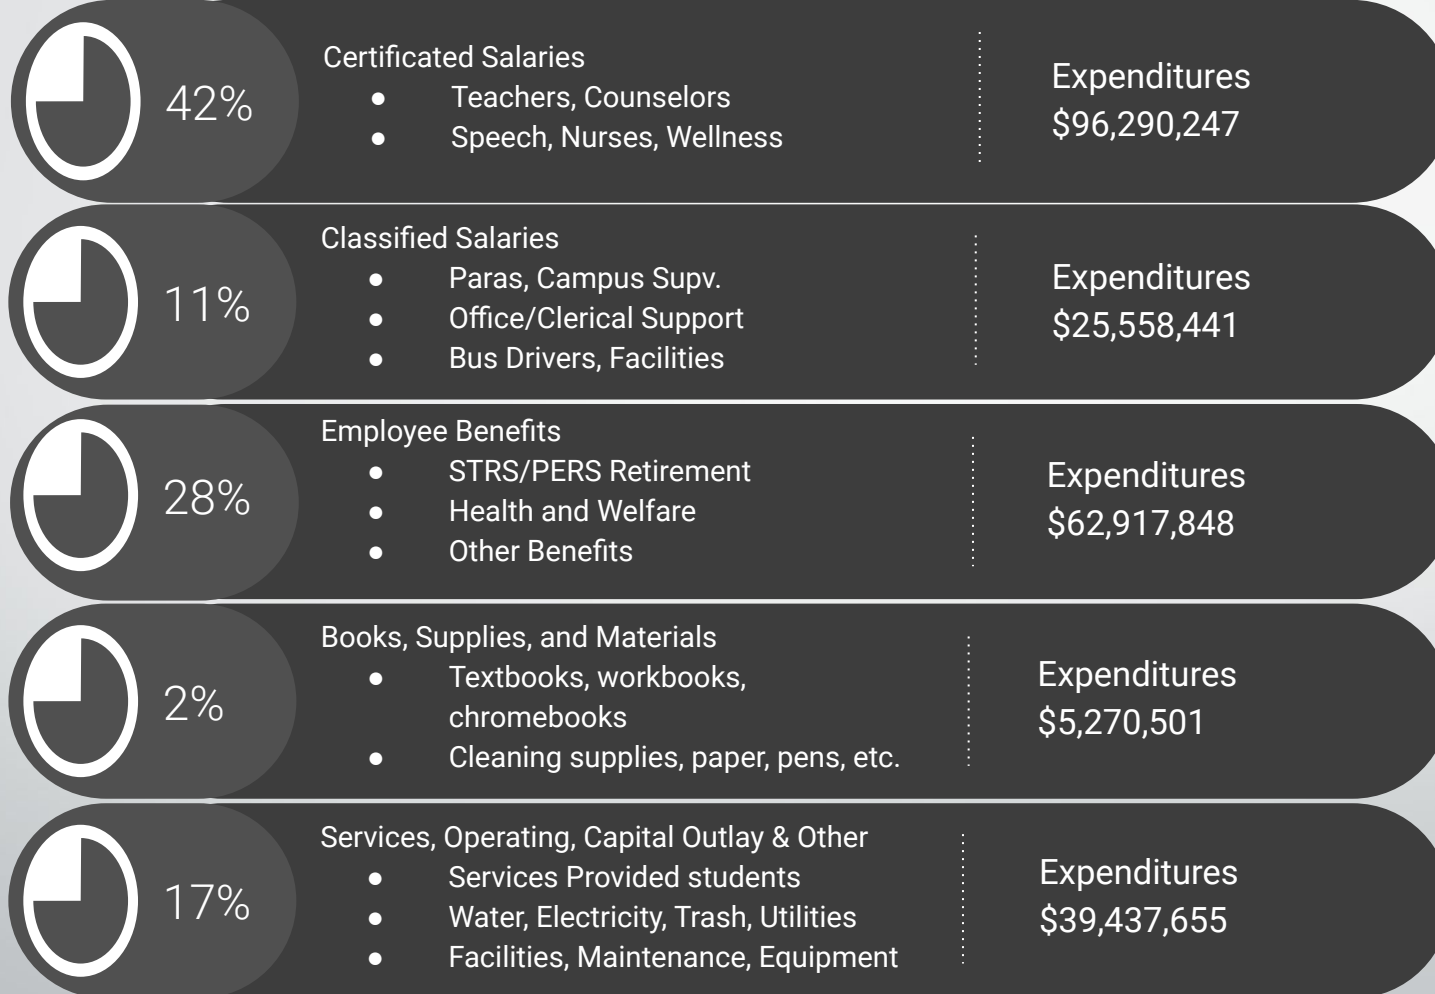 42%
Certificated Salaries
● Teachers, Counselors
● Speech, Nurses, Wellness
Expenditures
$96,290,247
11%
Classified Salaries
● Paras, Campus Supv.
● Office/Clerical Support
● Bus Drivers, Facilities
Expenditures
$25,558,441
28%
Employee Benefits
● STRS/PERS Retirement
● Health and Welfare
● Other Benefits
Expenditures
$62,917,848
2%
Books, Supplies, and Materials
● Textbooks, workbooks,
chromebooks
● Cleaning supplies, paper, pens, etc.
Expenditures
$5,270,501
17%
Services, Operating, Capital Outlay & Other
● Services Provided students
● Water, Electricity, Trash, Utilities
● Facilities, Maintenance, Equipment
Expenditures
$39,437,655